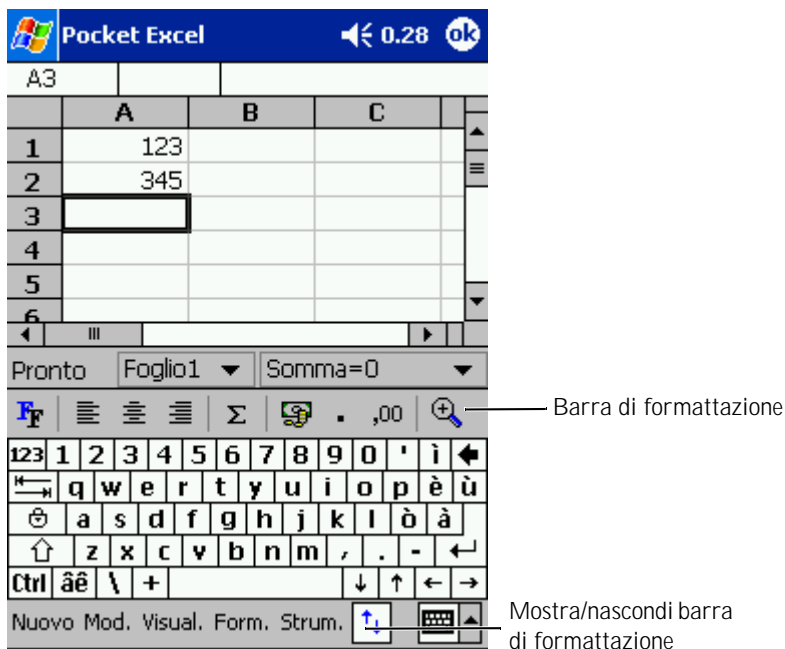 Pocket Excel 0.28 ok
A3
A B C
1 123
2 345
3
4
5
6
Pronto Foglio1 Somma=0
FF Σ . ,00
Barra di formattazione
123 1 2 3 4 5 6 7 8 9 0 ' ì
q w e r t y u i o p è ù
a s d f g h j k l ò à
z x c v b n m , . -
Ctrl âê \ + ↓ ↑ ← →
Nuovo Mod. Visual. Form. Strum.
Mostra/nascondi barra
di formattazione